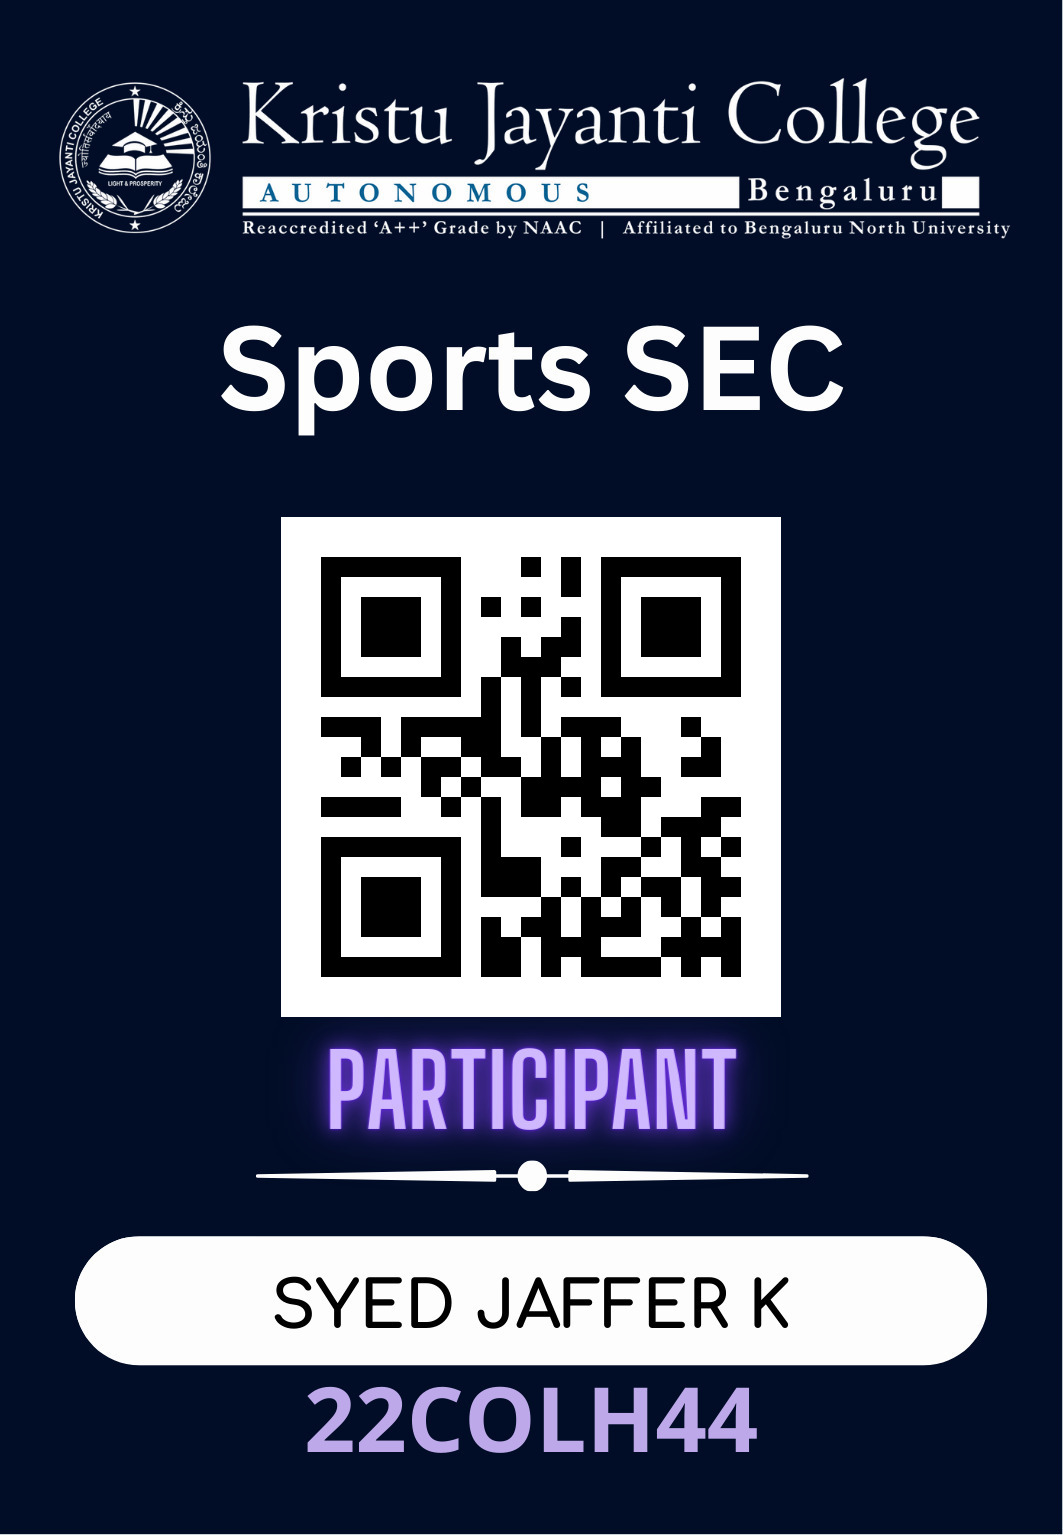 KRISTU JAYANTI COLLEGE
LIGHT & PROSPERITY
Kristu Jayanti College
AUTONOMOUS Bengaluru
Reaccredited ‘A++’ Grade by NAAC | Affiliated to Bengaluru North University
Sports SEC
PARTICIPANT
SYED JAFFER K
22COLH44